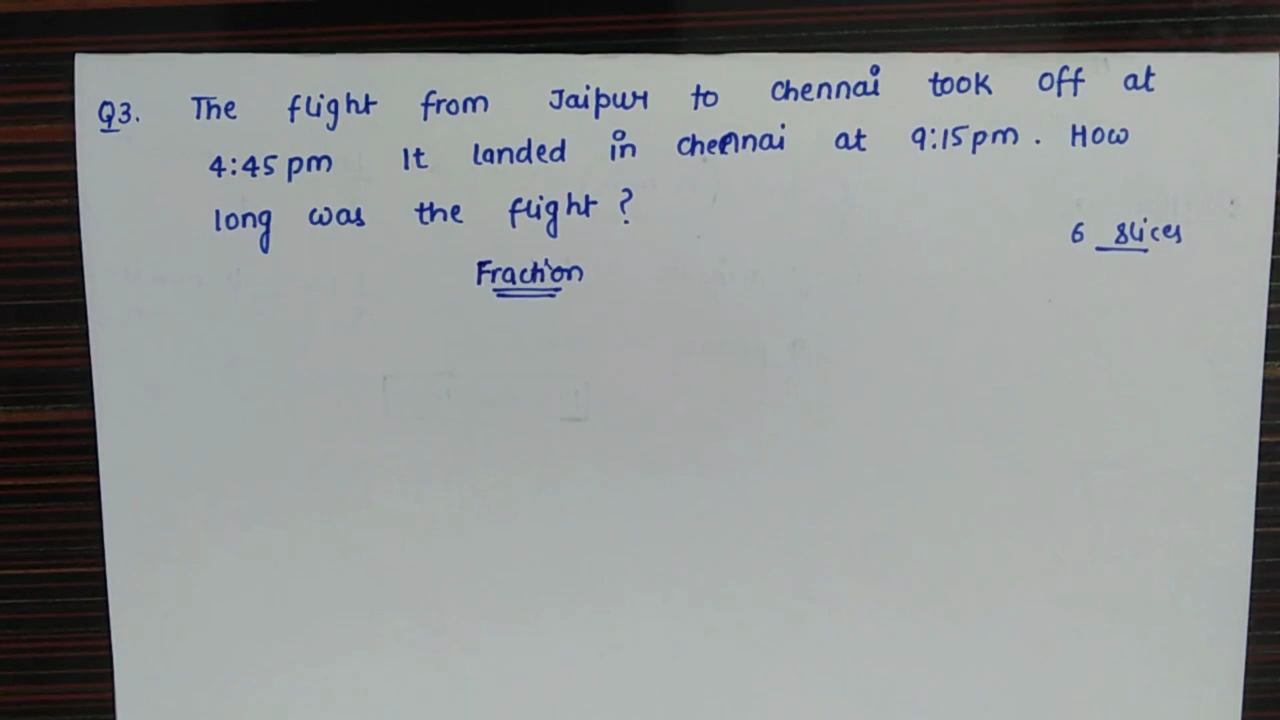 Q3. The flight from Jaipur to chennai took off at
4:45 pm It landed in chennai at 9:15 pm. How
long was the flight?
6 slices
Fraction